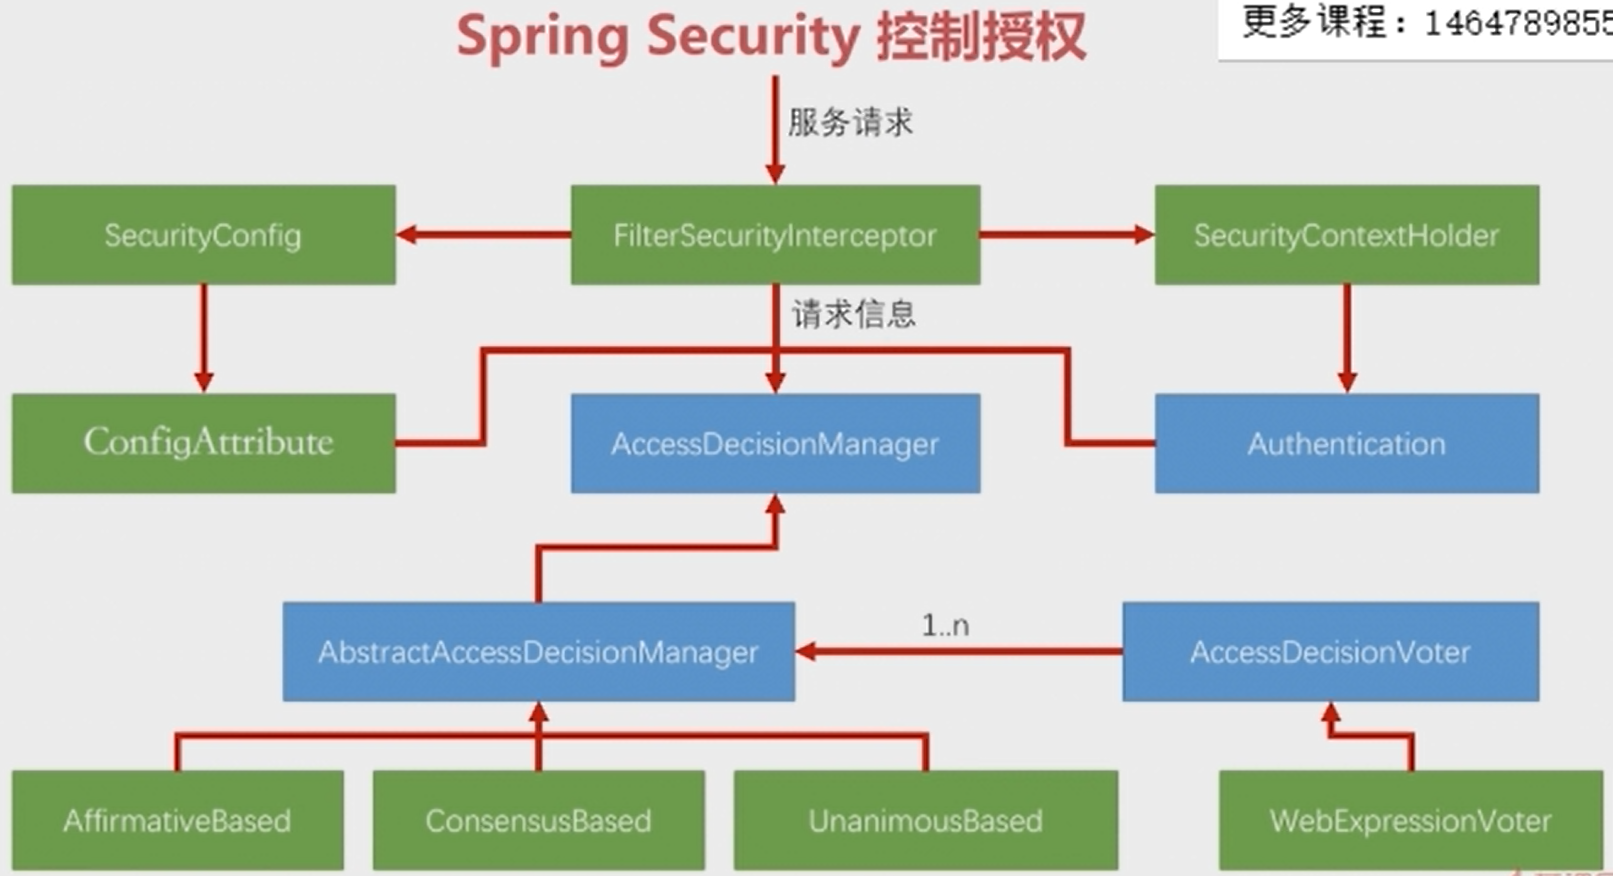 Spring Security 控制授权
更多课程：1464789855
服务请求
SecurityConfig
FilterSecurityInterceptor
SecurityContextHolder
请求信息
ConfigAttribute
AccessDecisionManager
Authentication
AbstractAccessDecisionManager
1..n
AccessDecisionVoter
AffirmativeBased
ConsensusBased
UnanimousBased
WebExpressionVoter